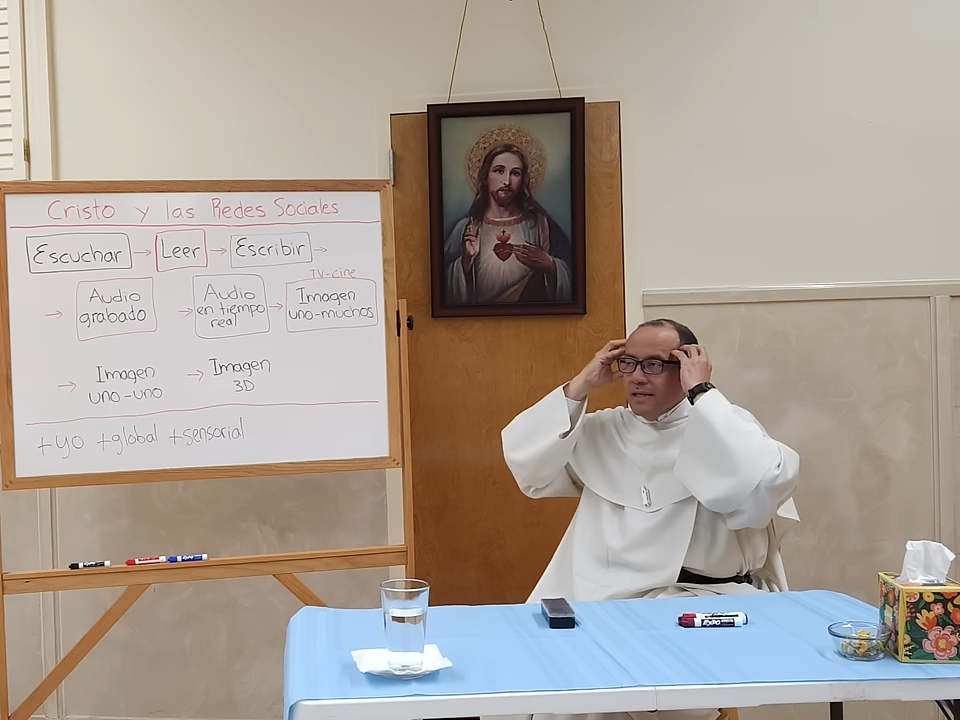 Cristo y las Redes Sociales
Escuchar → Leer → Escribir →
TV-cine
→ Audio grabado → Audio en tiempo real → Imagen uno-muchos
→ Imagen uno-uno → Imagen 3D
+yo +global +sensorial
EXPO